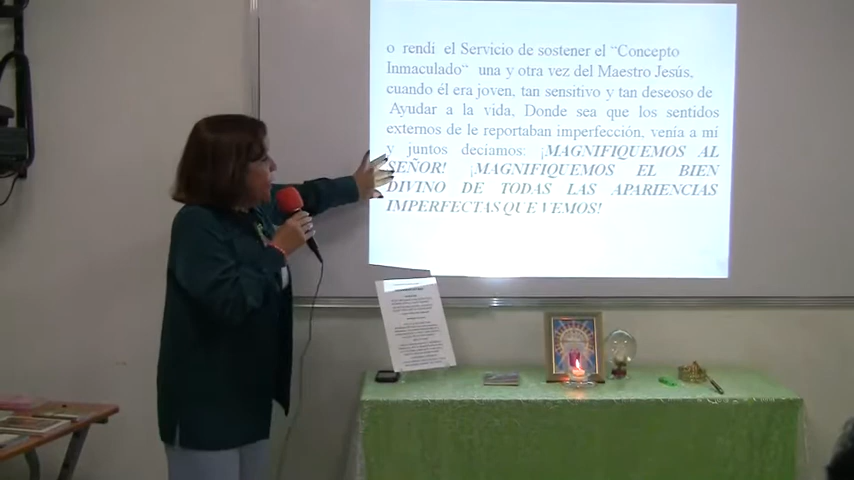 o rendi el Servicio de sostener el "Concepto
Inmaculado" una y otra vez del Maestro Jesús,
cuando él era joven, tan sensitivo y tan deseoso de
Ayudar a la vida, Donde sea que los sentidos
externos de le reportaban imperfección, venía a mi
y juntos decíamos: ¡MAGNIFIQUEMOS AL
SEÑOR! ¡MAGNIFIQUEMOS EL BIEN
DIVINO DE TODAS LAS APARIENCIAS
IMPERFECTAS QUE VEMOS!